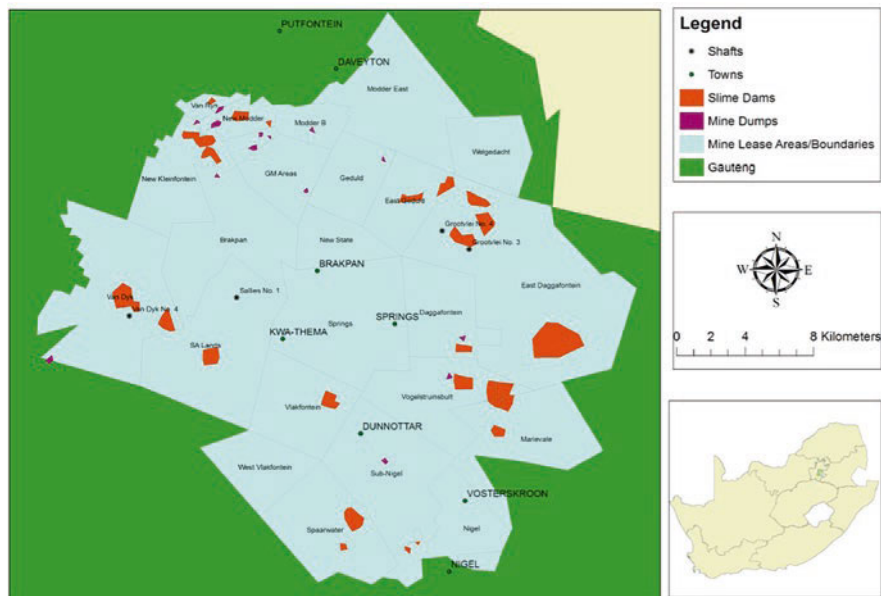 PUTFONTEIN
DAVEYTON
Modder East
Van Ryn
New Modder
Modder B
Welgedacht
New Kleinfontein
GM Areas
Geduld
East Geduld
Grootvlei No. 4
Grootvlei No. 3
Brakpan
New State
BRAKPAN
East Daggafontein
Van Dyk
Van Dyk No. 4
Sallies No. 1
KWA-THEMA
Springs
SPRINGS
Daggafontein
SA Lands
Vlakfontein
Vogelstruisbult
DUNNOTTAR
Marievale
West Vlakfontein
Sub-Nigel
VOSTERSKROON
Spaarwater
Nigel
NIGEL
Legend
Shafts
Towns
Slime Dams
Mine Dumps
Mine Lease Areas/Boundaries
Gauteng
N
W E
S
0 2 4 8 Kilometers